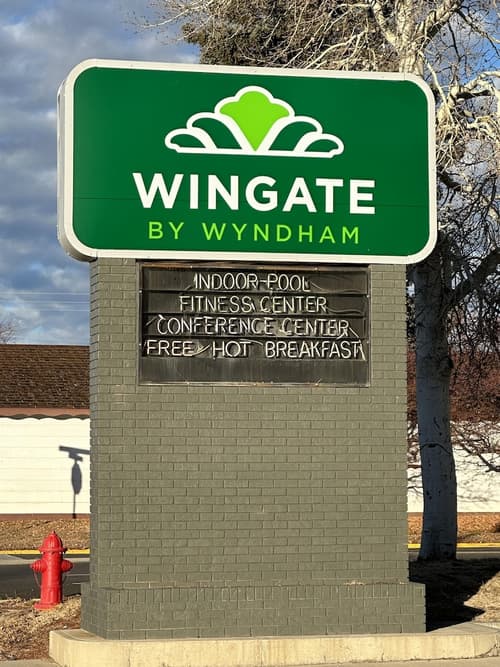 WINGATE
BY WYNDHAM
INDOOR-POOL
FITNESS CENTER
CONFERENCE CENTER
FREE HOT BREAKFAST